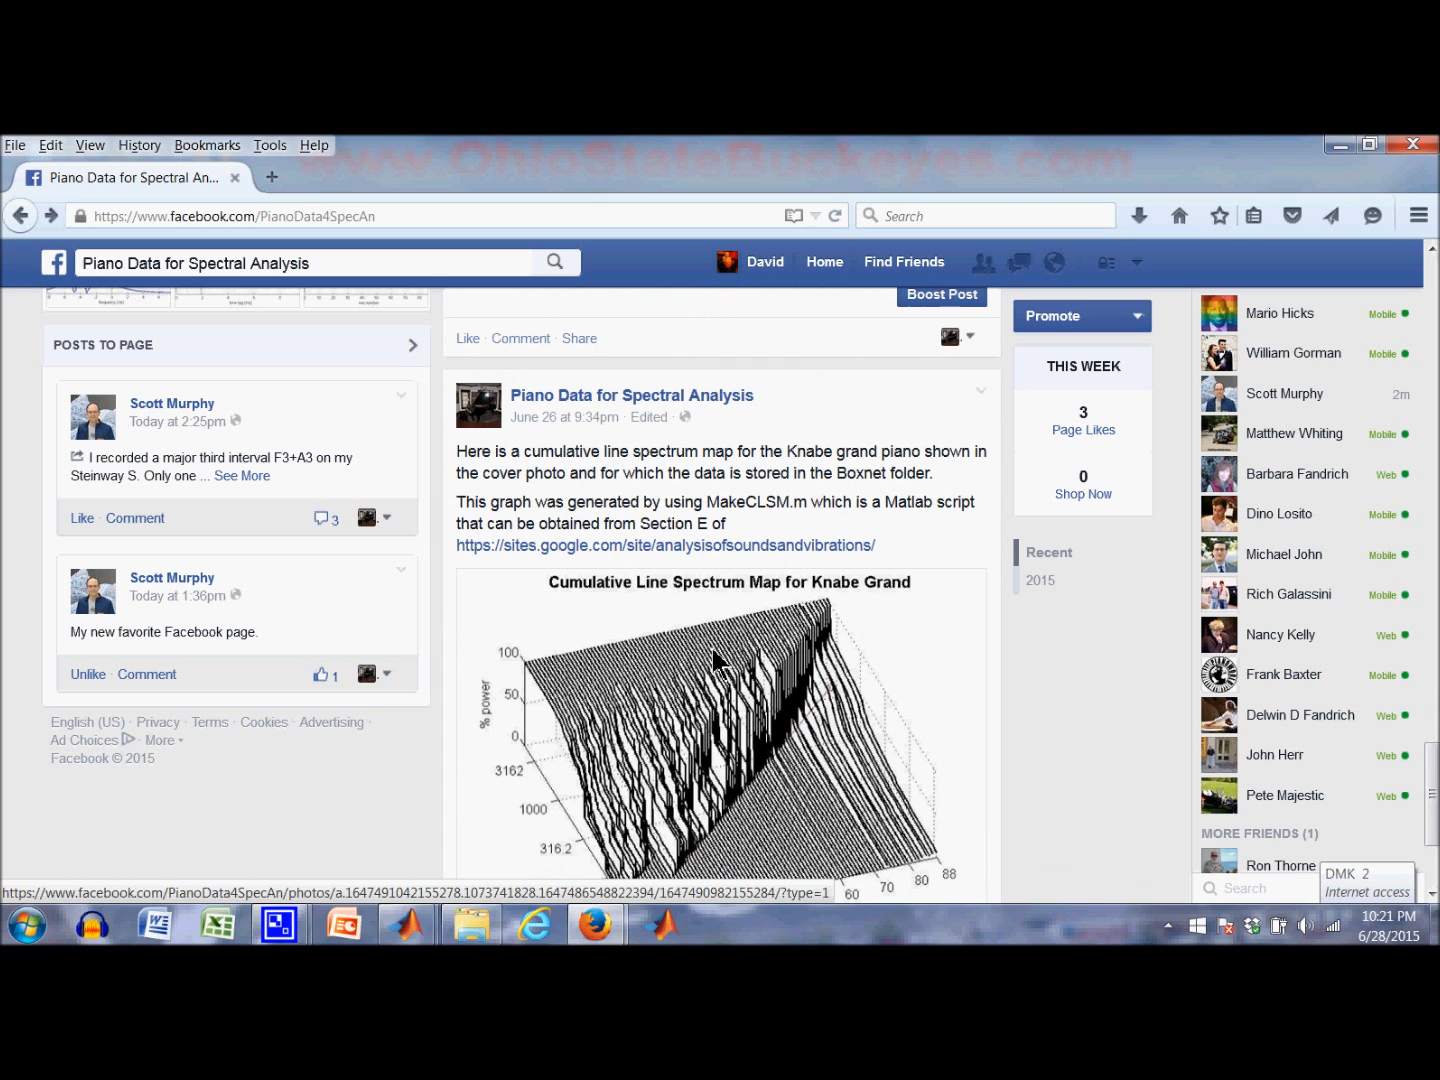 www.OhioStateBuckeyes.com
File Edit View History Bookmarks Tools Help
Piano Data for Spectral An...
https://www.facebook.com/PianoData4SpecAn
Search
Piano Data for Spectral Analysis
David Home Find Friends
Boost Post
Like · Comment · Share
POSTS TO PAGE
Scott Murphy
Today at 2:25pm
I recorded a major third interval F3+A3 on my
Steinway S. Only one ... See More
Like · Comment
3
Scott Murphy
Today at 1:36pm
My new favorite Facebook page.
Unlike · Comment
1
English (US) · Privacy · Terms · Cookies · Advertising ·
Ad Choices · More
Facebook © 2015
Piano Data for Spectral Analysis
June 26 at 9:34pm · Edited ·
Here is a cumulative line spectrum map for the Knabe grand piano shown in
the cover photo and for which the data is stored in the Boxnet folder.
This graph was generated by using MakeCLSM.m which is a Matlab script
that can be obtained from Section E of
https://sites.google.com/site/analysisofsoundsandvibrations/
Cumulative Line Spectrum Map for Knabe Grand
100
50
0
% power
3162
1000
316.2
60
70
80
88
Promote
THIS WEEK
3
Page Likes
0
Shop Now
Recent
2015
Mario Hicks Mobile
William Gorman Mobile
Scott Murphy 2m
Matthew Whiting Mobile
Barbara Fandrich Web
Dino Losito Mobile
Michael John Mobile
Rich Galassini Mobile
Nancy Kelly Web
Frank Baxter Mobile
Delwin D Fandrich Web
John Herr Web
Pete Majestic Web
MORE FRIENDS (1)
Ron Thorne
Search
DMK 2
Internet access
https://www.facebook.com/PianoData4SpecAn/photos/a.1647491042155278.1073741828.1647486548822394/1647490982155284/?type=1
10:21 PM
6/28/2015